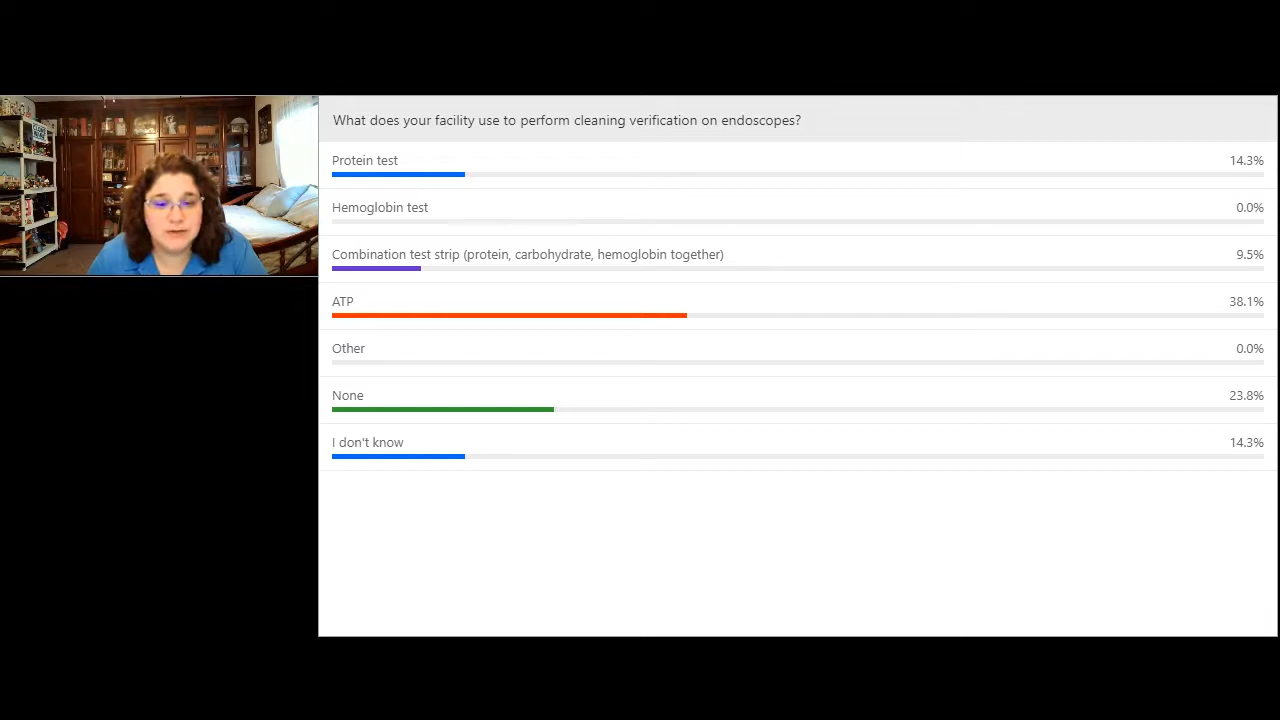 What does your facility use to perform cleaning verification on endoscopes?
Protein test 14.3%
Hemoglobin test 0.0%
Combination test strip (protein, carbohydrate, hemoglobin together) 9.5%
ATP 38.1%
Other 0.0%
None 23.8%
I don't know 14.3%